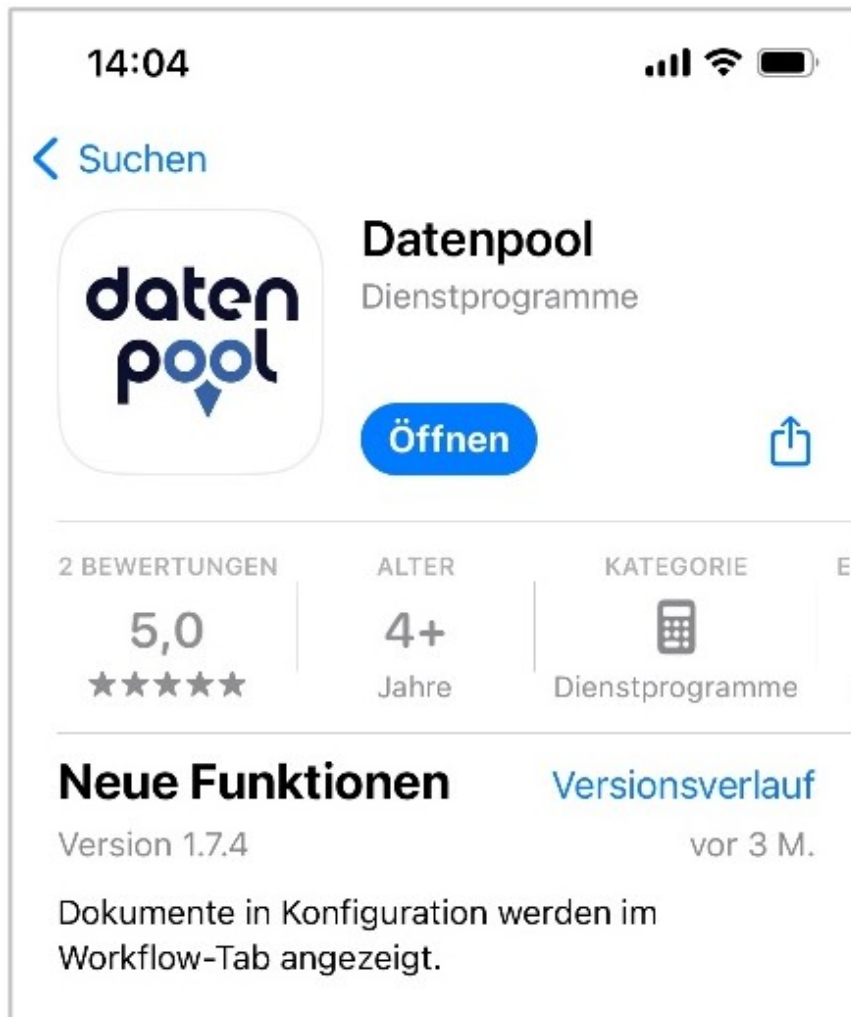 14:04
Suchen
daten
pool
Datenpool
Dienstprogramme
Öffnen
2 BEWERTUNGEN
ALTER
KATEGORIE
E
5,0
4+
Jahre
Dienstprogramme
Neue Funktionen
Versionsverlauf
Version 1.7.4
vor 3 M.
Dokumente in Konfiguration werden im
Workflow-Tab angezeigt.